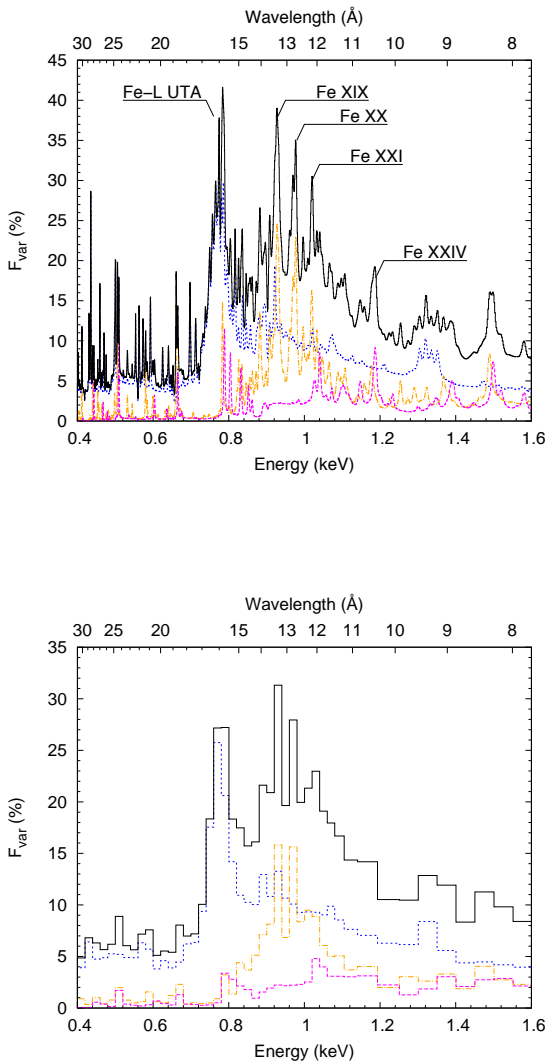 Wavelength (Å)
30 25 20 15 13 12 11 10 9 8
45
40
35
30
25
20
15
10
5
0
F_var (%)
Fe−L UTA
Fe XIX
Fe XX
Fe XXI
Fe XXIV
0.4 0.6 0.8 1 1.2 1.4 1.6
Energy (keV)
Wavelength (Å)
30 25 20 15 13 12 11 10 9 8
35
30
25
20
15
10
5
0
F_var (%)
0.4 0.6 0.8 1 1.2 1.4 1.6
Energy (keV)